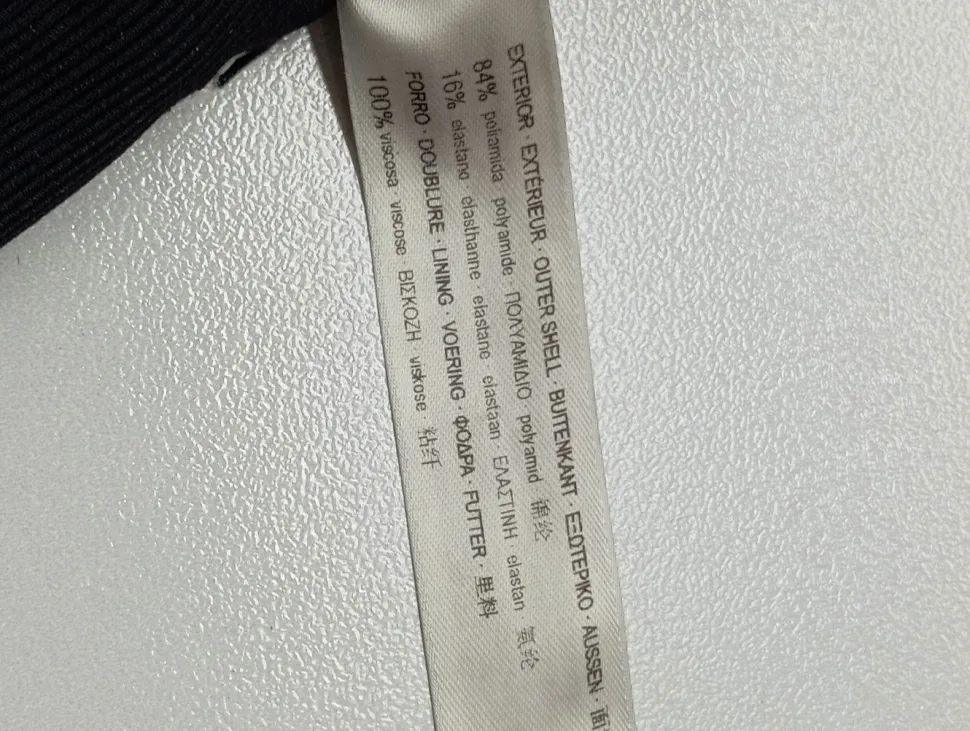 EXTERIOR · EXTÉRIEUR · OUTER SHELL · BUITENKANT · ΕΞΩΤΕΡΙΚΟ · AUSSEN · 面
84% poliamida polyamide · ΠΟΛΥΑΜΙΔΙΟ polyamid 锦纶
16% elastano · elasthanne · elastane · elastaan · ΕΛΑΣΤΙΝΗ elastan 氨纶
FORRO · DOUBLURE · LINING · VOERING · ΦΟΔΡΑ · FUTTER · 里料
100% viscosa · viscose ΒΙΣΚΟΖΗ viskose · 粘纤